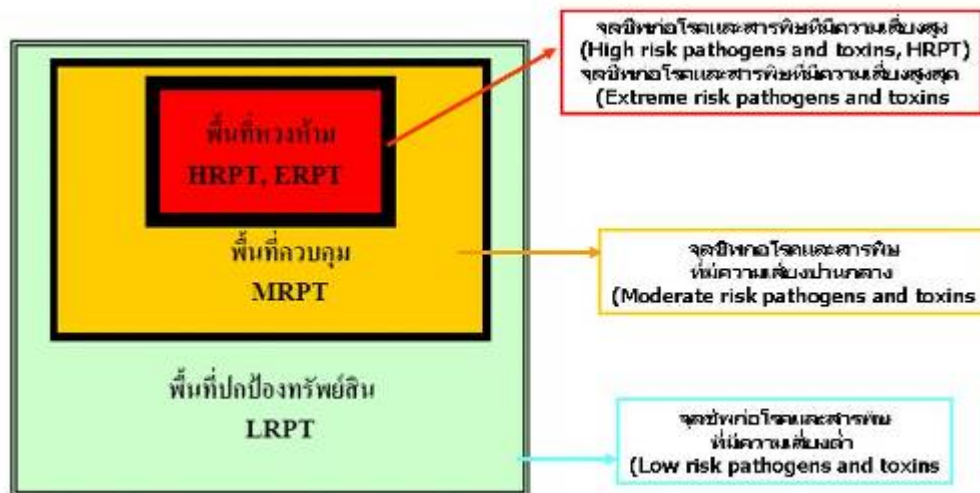 พื้นที่หวงห้าม
HRPT, ERPT
พื้นที่ควบคุม
MRPT
พื้นที่ปกป้องทรัพย์สิน
LRPT
จุลชีพก่อโรคและสารพิษที่มีความเสี่ยงสูง
(High risk pathogens and toxins, HRPT)
จุลชีพก่อโรคและสารพิษที่มีความเสี่ยงสูงสุด
(Extreme risk pathogens and toxins
จุลชีพก่อโรคและสารพิษ
ที่มีความเสี่ยงปานกลาง
(Moderate risk pathogens and toxins
จุลชีพก่อโรคและสารพิษ
ที่มีความเสี่ยงต่ำ
(Low risk pathogens and toxins